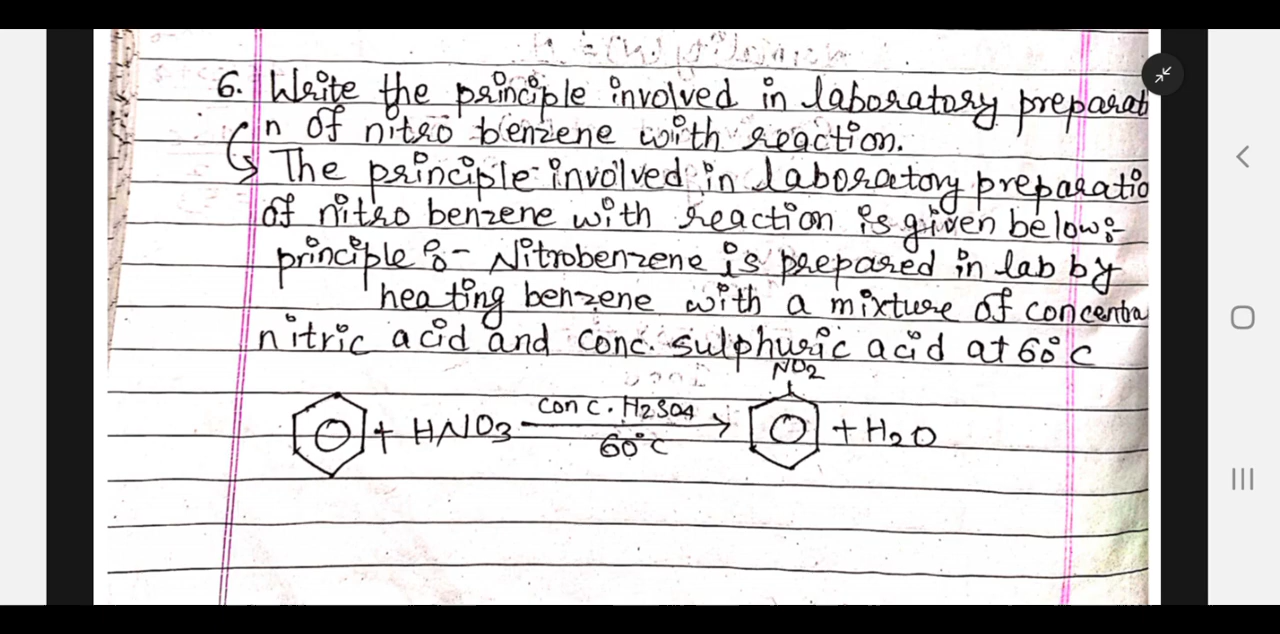 6. Write the principle involved in laboratory preparat
n of nitro benzene with reaction.
↳ The principle involved in laboratory preparatio
of nitro benzene with reaction is given below:-
principle :- Nitrobenzene is prepared in lab by
heating benzene with a mixture of concentra
nitric acid and conc. sulphuric acid at 60°C
NO2
+ HNO3 conc. H2SO4 → + H2O
60°C